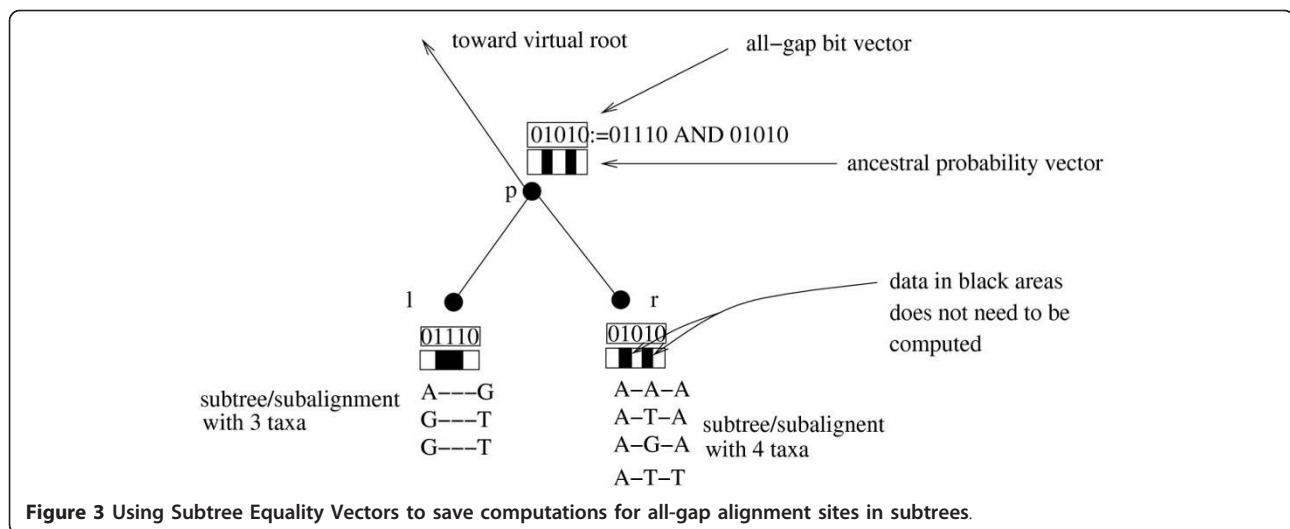 toward virtual root
all−gap bit vector
01010:=01110 AND 01010
ancestral probability vector
p
l
r
data in black areas
does not need to be
computed
01110
01010
subtree/subalignment
with 3 taxa
A−−−G
G−−−T
G−−−T
A−A−A
A−T−A
A−G−A
A−T−T
subtree/subalignent
with 4 taxa
Figure 3 Using Subtree Equality Vectors to save computations for all-gap alignment sites in subtrees.